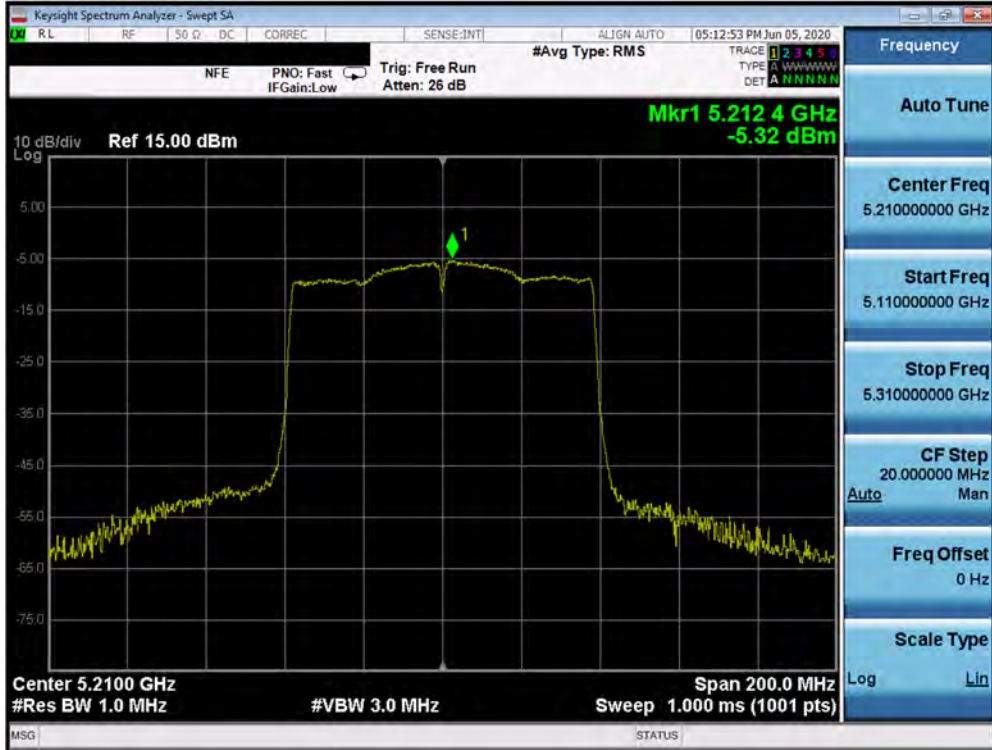 Keysight Spectrum Analyzer - Swept SA
RL RF 50 Ω DC CORREC SENSE:INT ALIGN AUTO 05:12:53 PM Jun 05, 2020
#Avg Type: RMS TRACE 1 2 3 4 5 6
NFE PNO: Fast Trig: Free Run TYPE A WWWWW
IFGain:Low Atten: 26 dB DET A N N N N N
Mkr1 5.212 4 GHz
-5.32 dBm
10 dB/div Ref 15.00 dBm
Log
5.00
1
-5.00
-15.0
-25.0
-35.0
-45.0
-55.0
-65.0
-75.0
Center 5.2100 GHz Span 200.0 MHz
#Res BW 1.0 MHz #VBW 3.0 MHz Sweep 1.000 ms (1001 pts)
MSG STATUS
Frequency
Auto Tune
Center Freq
5.210000000 GHz
Start Freq
5.110000000 GHz
Stop Freq
5.310000000 GHz
CF Step
20.000000 MHz
Auto Man
Freq Offset
0 Hz
Scale Type
Log Lin